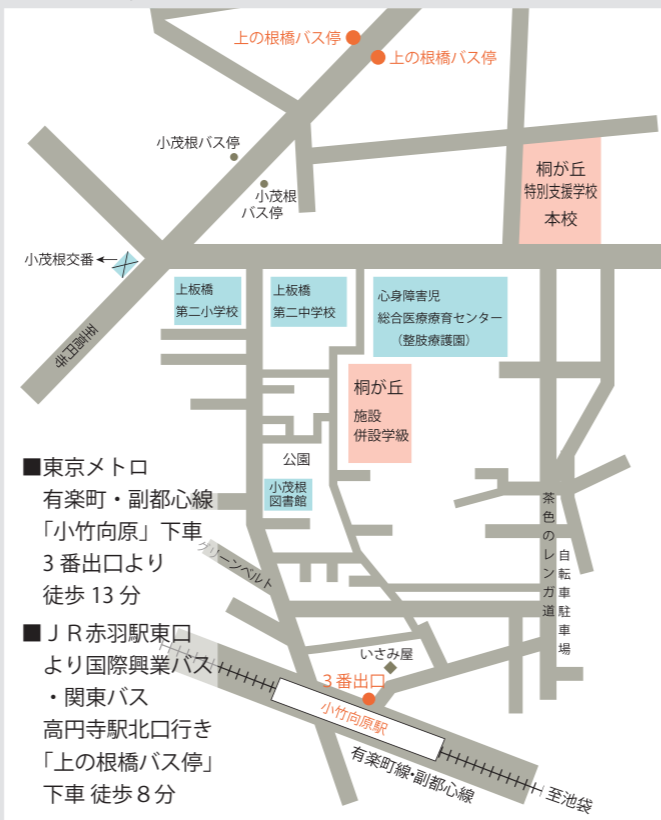 上の根橋バス停
上の根橋バス停
小茂根バス停
小茂根
バス停
桐が丘
特別支援学校
本校
小茂根交番
上板橋
第二小学校
上板橋
第二中学校
心身障害児
総合医療療育センター
（整肢療護園）
至高円寺
桐が丘
施設
併設学級
公園
小茂根
図書館
■東京メトロ
有楽町・副都心線
「小竹向原」下車
3 番出口より
徒歩 13 分
グリーンベルト
茶色のレンガ道
自転車駐車場
■ＪＲ赤羽駅東口
より国際興業バス
・関東バス
高円寺駅北口行き
「上の根橋バス停」
下車 徒歩８分
いさみ屋
３番出口
小竹向原駅
有楽町線・副都心線
至池袋